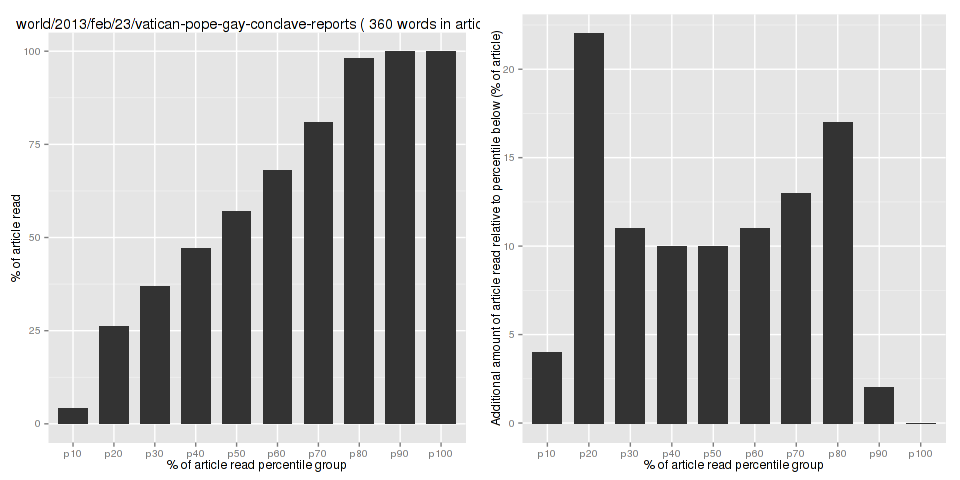 world/2013/feb/23/vatican-pope-gay-conclave-reports ( 360 words in artic
% of article read
100
75
50
25
0
p10 p20 p30 p40 p50 p60 p70 p80 p90 p100
% of article read percentile group
Additional amount of article read relative to percentile below (% of article)
20
15
10
5
0
p10 p20 p30 p40 p50 p60 p70 p80 p90 p100
% of article read percentile group